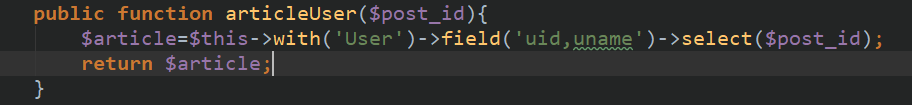 public function articleUser($post_id){
$article=$this->with('User')->field('uid,uname')->select($post_id);
return $article;
}